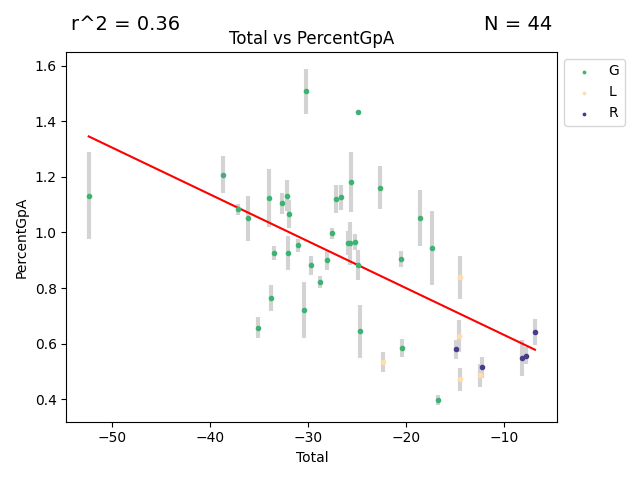 r^2 = 0.36
N = 44
Total vs PercentGpA
G
L
R
PercentGpA
1.6
1.4
1.2
1.0
0.8
0.6
0.4
−50
−40
−30
−20
−10
Total